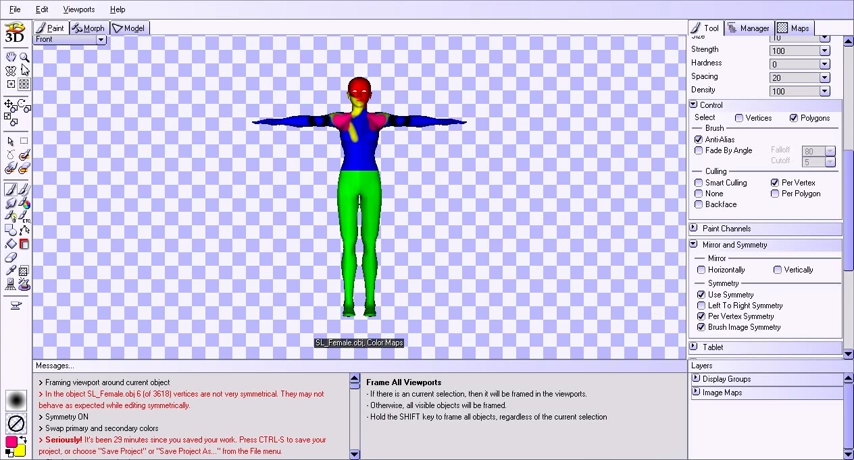 File Edit Viewports Help
3D
Paint Morph Model
Tool Manager Maps
Front
Size 10
Strength 100
Hardness 0
Spacing 20
Density 100
Control
Select Vertices Polygons
Brush
Anti-Alias
Fade By Angle Falloff 80
Cutoff 5
Culling
Smart Culling Per Vertex
None Per Polygon
Backface
Paint Channels
Mirror and Symmetry
Mirror
Horizontally Vertically
Symmetry
Use Symmetry
Left To Right Symmetry
Per Vertex Symmetry
Brush Image Symmetry
Tablet
SL_Female.obj, Color Maps
Messages...
> Framing viewport around current object
> In the object SL_Female.obj 6 (of 3618) vertices are not very symmetrical. They may
not behave as expected while editing symmetrically.
> Symmetry ON
> Swap primary and secondary colors
> Seriously! It's been 29 minutes since you saved your work. Press CTRL-S to save your
project, or choose "Save Project" or "Save Project As..." from the File menu.
Frame All Viewports
- If there is an current selection, then it will be framed in the viewports.
- Otherwise, all visible objects will be framed.
- Hold the SHIFT key to frame all objects, regardless of the current selection
Layers
Display Groups
Image Maps